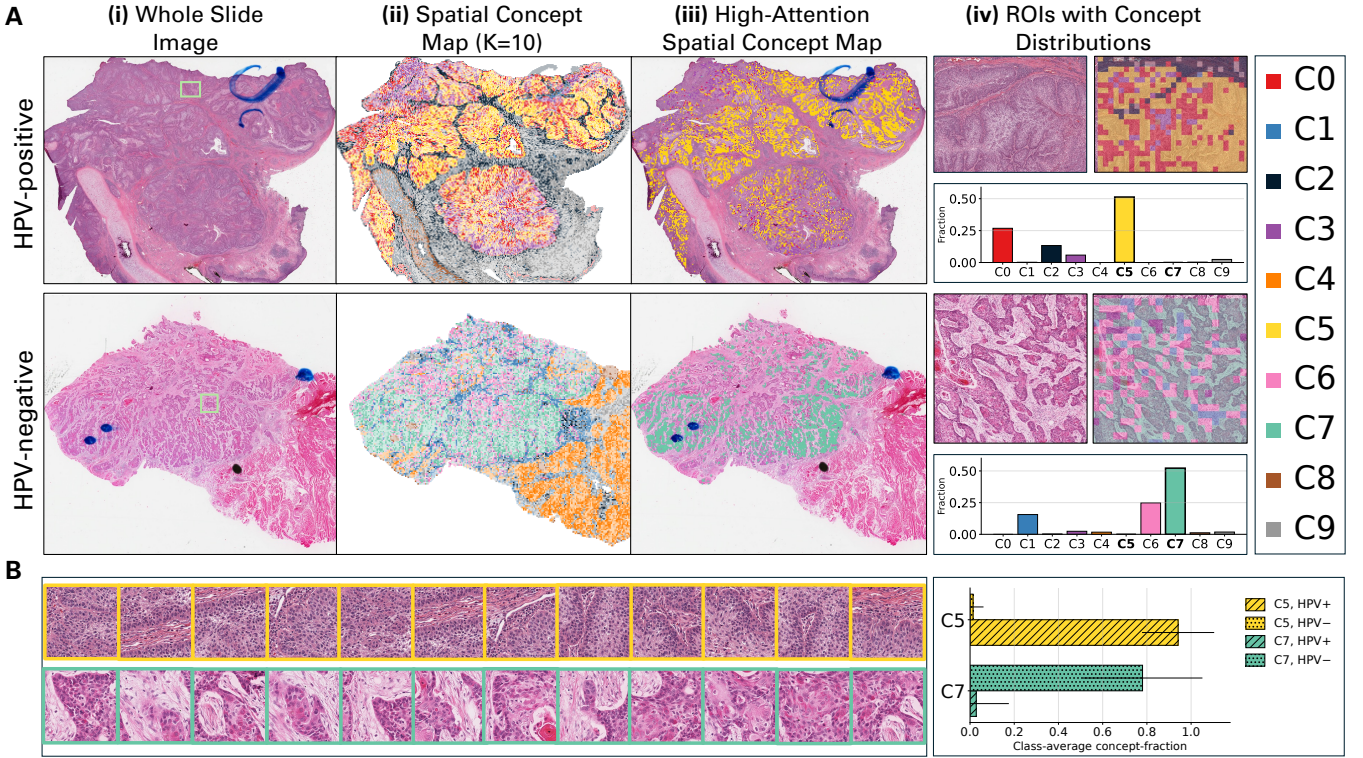 A
(i) Whole Slide
Image
(ii) Spatial Concept
Map (K=10)
(iii) High-Attention
Spatial Concept Map
(iv) ROIs with Concept
Distributions
HPV-positive
Fraction
0.50
0.25
0.00
C0 C1 C2 C3 C4 C5 C6 C7 C8 C9
HPV-negative
Fraction
0.50
0.25
0.00
C0 C1 C2 C3 C4 C5 C6 C7 C8 C9
C0
C1
C2
C3
C4
C5
C6
C7
C8
C9
B
C5
C7
0.0 0.2 0.4 0.6 0.8 1.0
Class-average concept-fraction
C5, HPV+
C5, HPV−
C7, HPV+
C7, HPV−